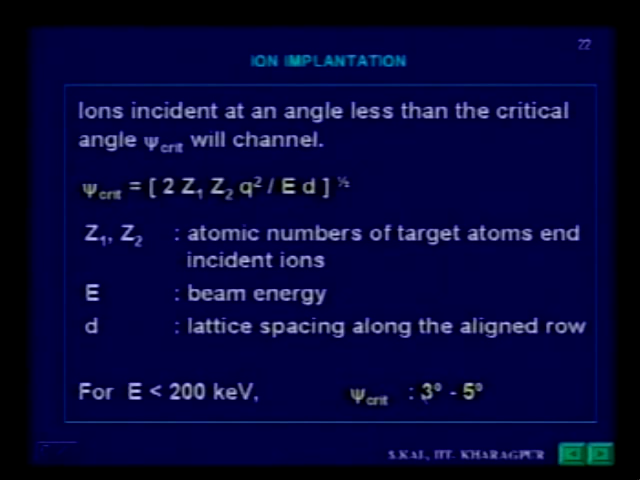 22
ION IMPLANTATION
Ions incident at an angle less than the critical
angle ψcrit will channel.
ψcrit = [ 2 Z1 Z2 q² / E d ] ½
Z1, Z2 : atomic numbers of target atoms end
incident ions
E : beam energy
d : lattice spacing along the aligned row
For E < 200 keV, ψcrit : 3° - 5°
S.KAL, IIT- KHARAGPUR